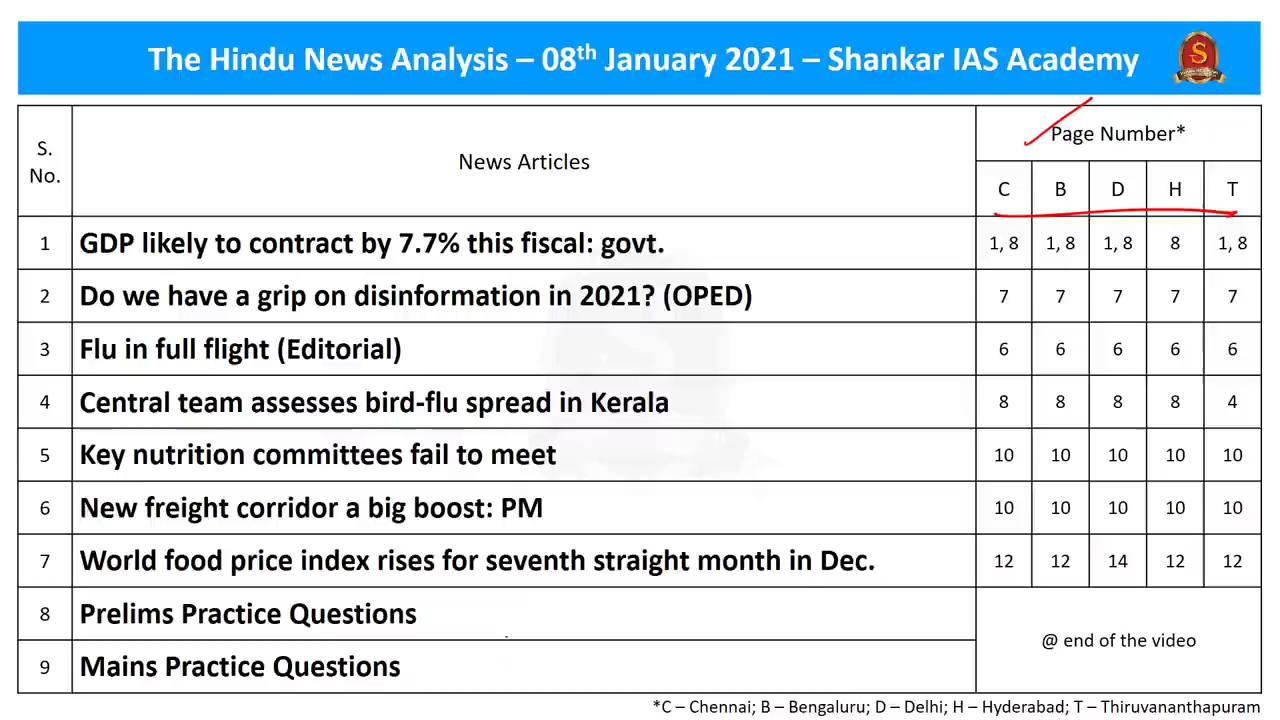 The Hindu News Analysis – 08th January 2021 – Shankar IAS Academy
S. No.
News Articles
Page Number*
C B D H T
1 GDP likely to contract by 7.7% this fiscal: govt. 1, 8 1, 8 1, 8 8 1, 8
2 Do we have a grip on disinformation in 2021? (OPED) 7 7 7 7 7
3 Flu in full flight (Editorial) 6 6 6 6 6
4 Central team assesses bird-flu spread in Kerala 8 8 8 8 4
5 Key nutrition committees fail to meet 10 10 10 10 10
6 New freight corridor a big boost: PM 10 10 10 10 10
7 World food price index rises for seventh straight month in Dec. 12 12 14 12 12
8 Prelims Practice Questions
@ end of the video
9 Mains Practice Questions
*C – Chennai; B – Bengaluru; D – Delhi; H – Hyderabad; T – Thiruvananthapuram